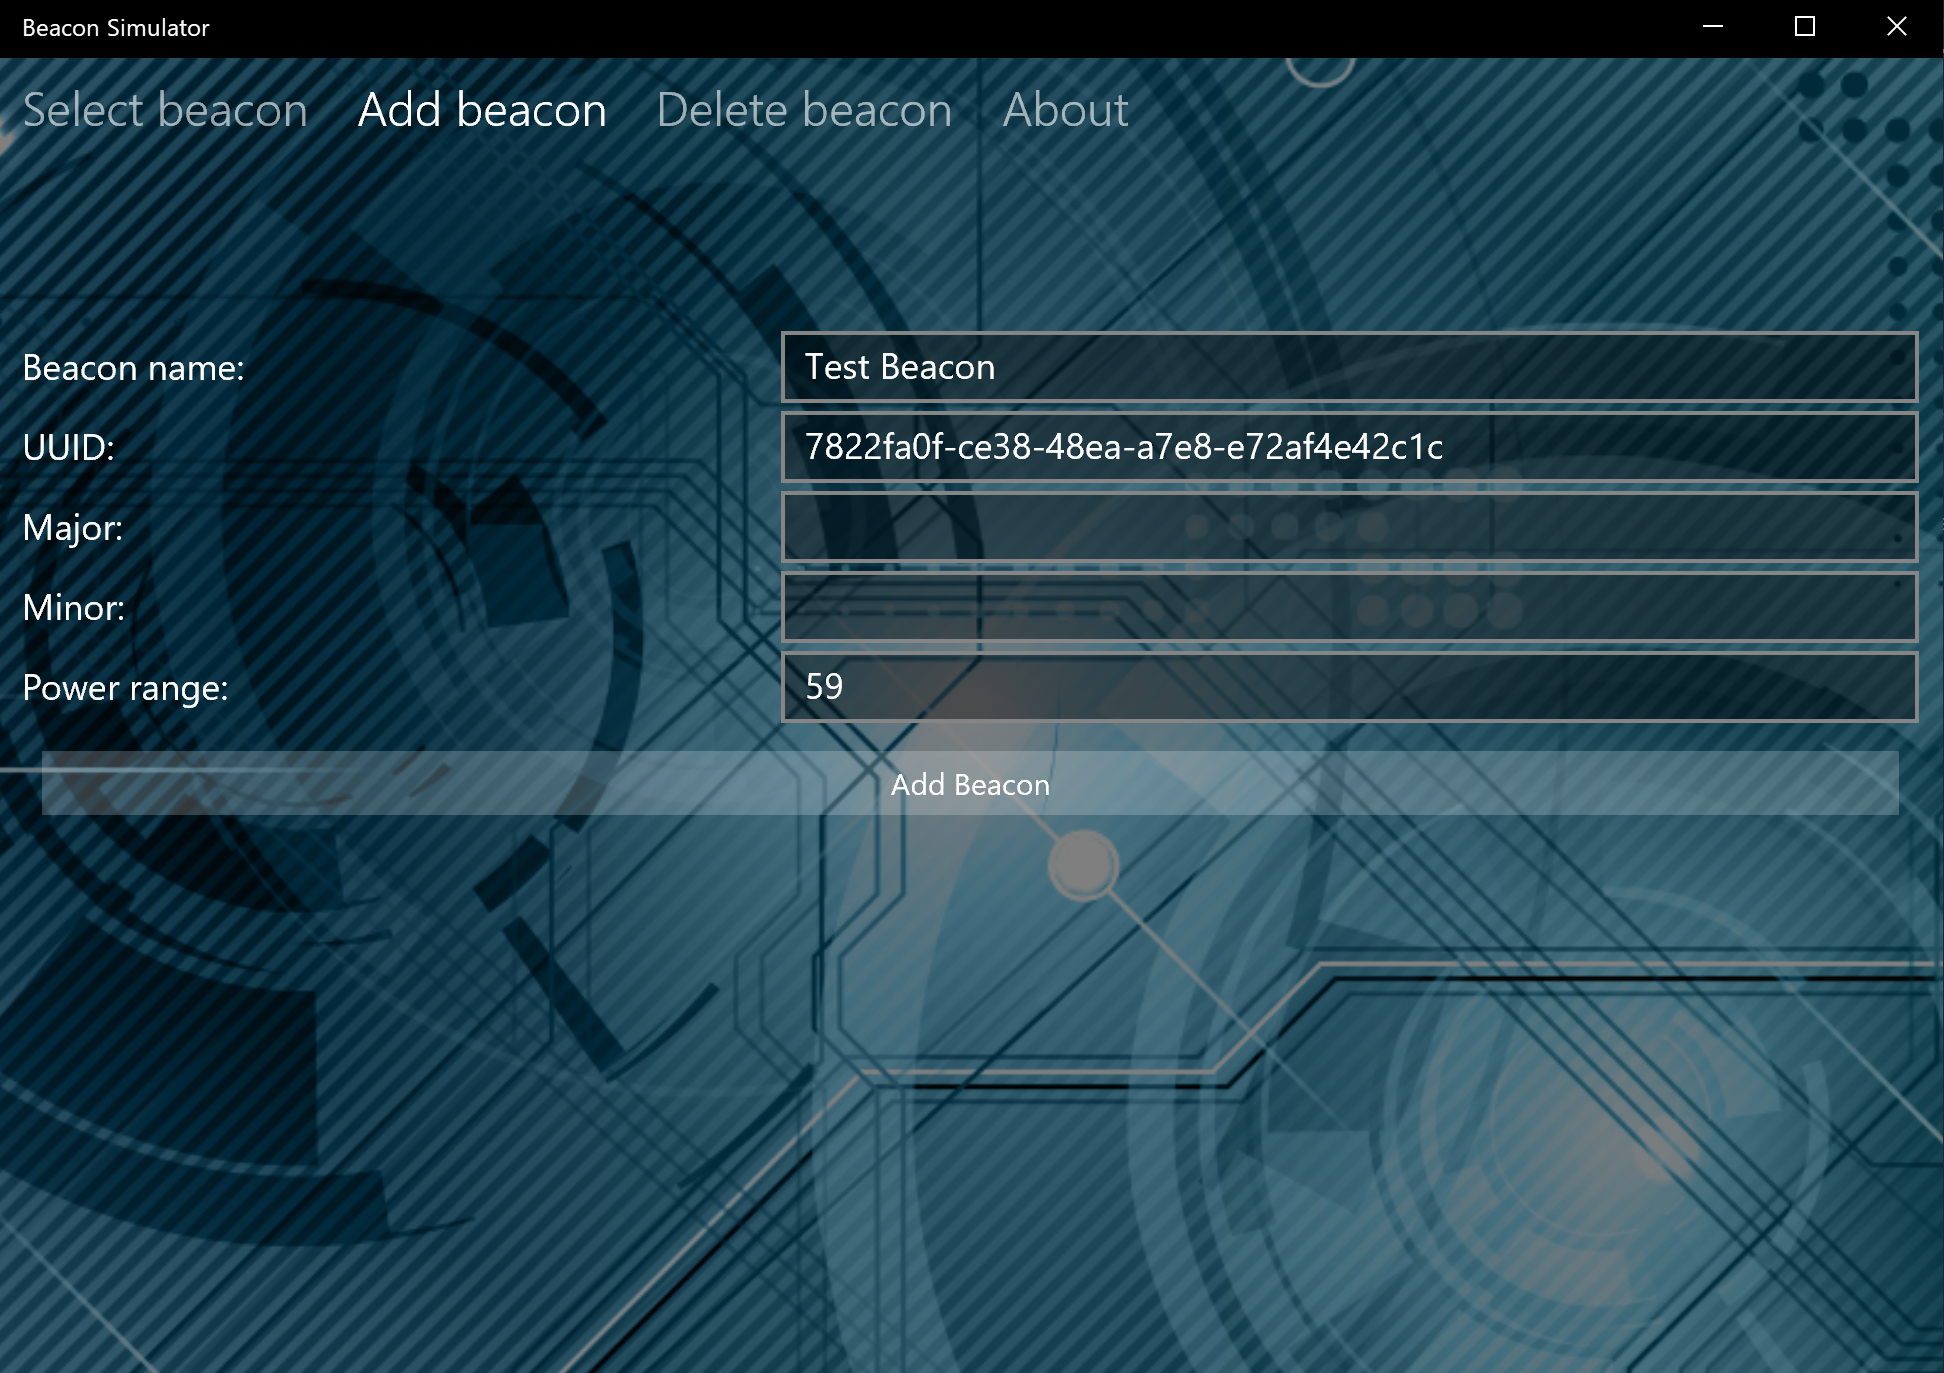 Beacon Simulator
Select beacon Add beacon Delete beacon About
Beacon name: Test Beacon
UUID: 7822fa0f-ce38-48ea-a7e8-e72af4e42c1c
Major:
Minor:
Power range: 59
Add Beacon